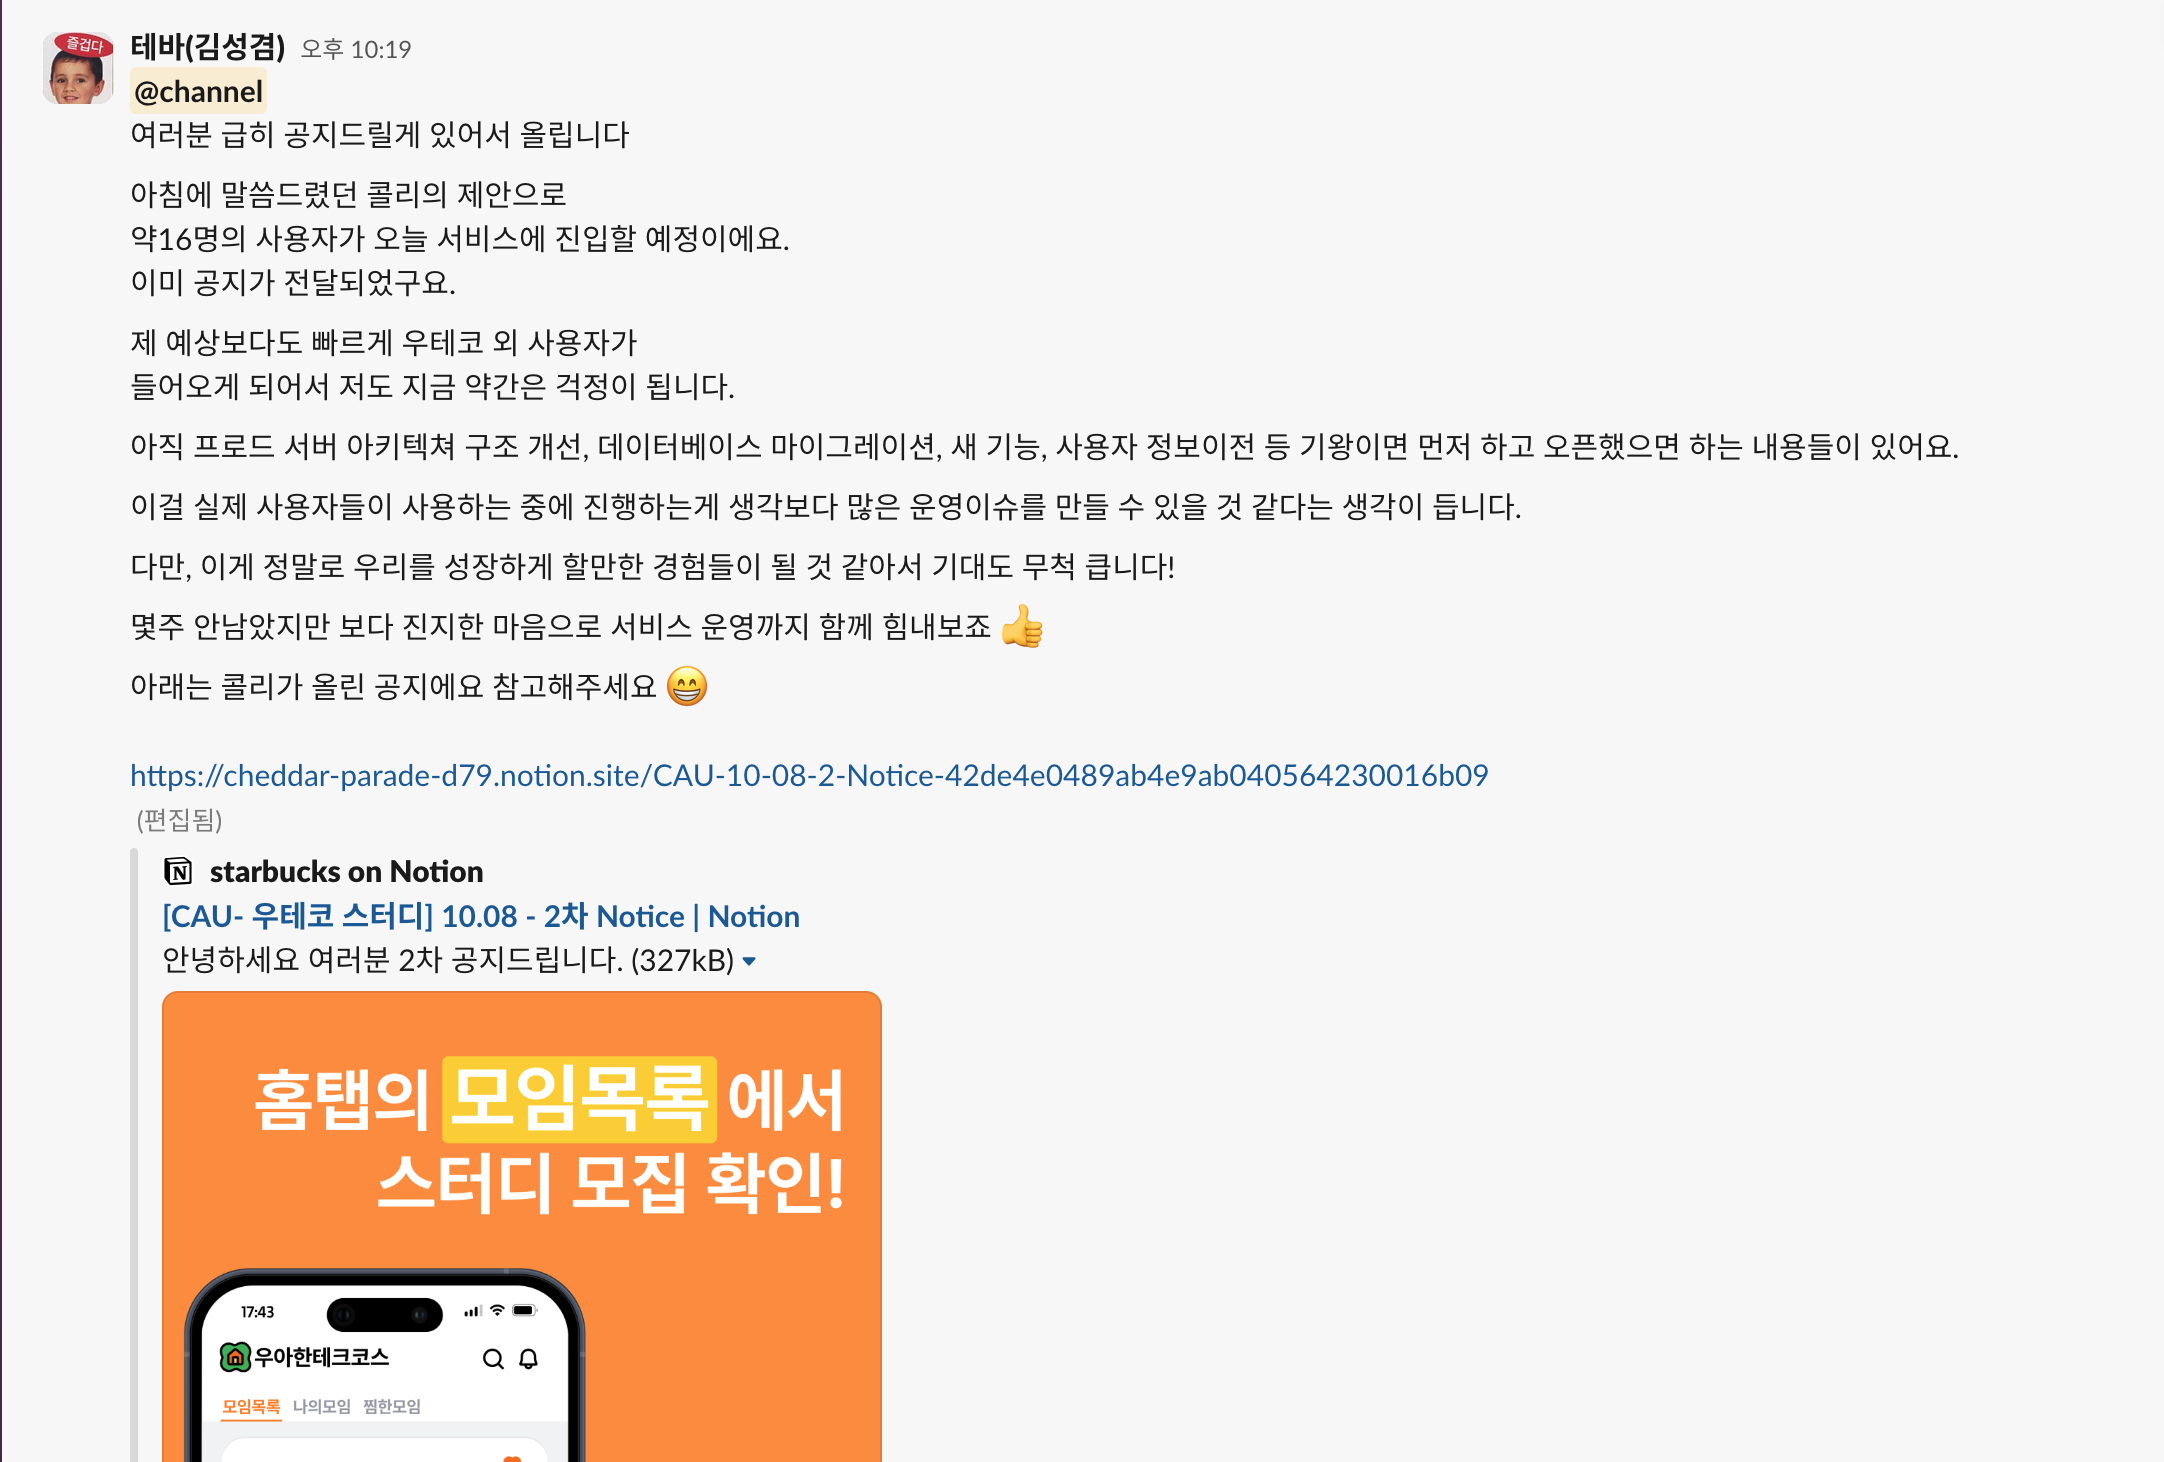 즐겁다
테바(김성겸) 오후 10:19
@channel
여러분 급히 공지드릴게 있어서 올립니다
아침에 말씀드렸던 콜리의 제안으로
약16명의 사용자가 오늘 서비스에 진입할 예정이에요.
이미 공지가 전달되었구요.
제 예상보다도 빠르게 우테코 외 사용자가
들어오게 되어서 저도 지금 약간은 걱정이 됩니다.
아직 프로드 서버 아키텍쳐 구조 개선, 데이터베이스 마이그레이션, 새 기능, 사용자 정보이전 등 기왕이면 먼저 하고 오픈했으면 하는 내용들이 있어요.
이걸 실제 사용자들이 사용하는 중에 진행하는게 생각보다 많은 운영이슈를 만들 수 있을 것 같다는 생각이 듭니다.
다만, 이게 정말로 우리를 성장하게 할만한 경험들이 될 것 같아서 기대도 무척 큽니다!
몇주 안남았지만 보다 진지한 마음으로 서비스 운영까지 함께 힘내보죠 👍
아래는 콜리가 올린 공지에요 참고해주세요 😁
https://cheddar-parade-d79.notion.site/CAU-10-08-2-Notice-42de4e0489ab4e9ab040564230016b09
(편집됨)
starbucks on Notion
[CAU- 우테코 스터디] 10.08 - 2차 Notice | Notion
안녕하세요 여러분 2차 공지드립니다. (327kB)
홈탭의 모임목록 에서
스터디 모집 확인!
17:43
우아한테크코스
모임목록 나의모임 찜한모임